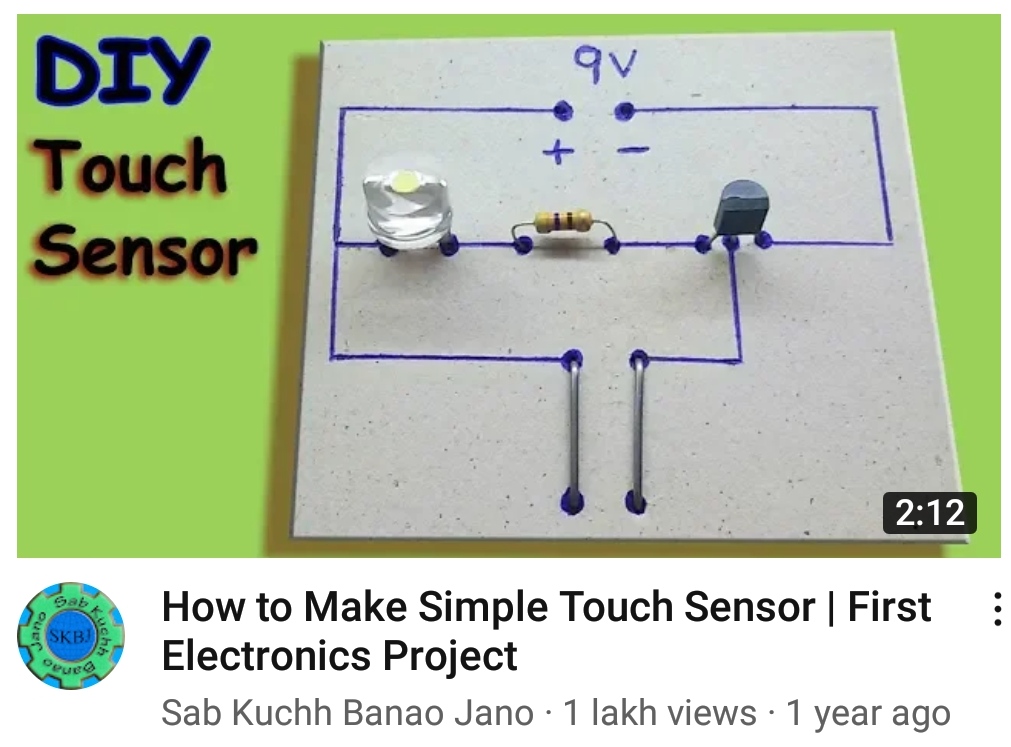 DIY
Touch
Sensor
9V
+ −
2:12
Sab Kuchh Banao Jano
SKBJ
How to Make Simple Touch Sensor | First
Electronics Project
Sab Kuchh Banao Jano · 1 lakh views · 1 year ago